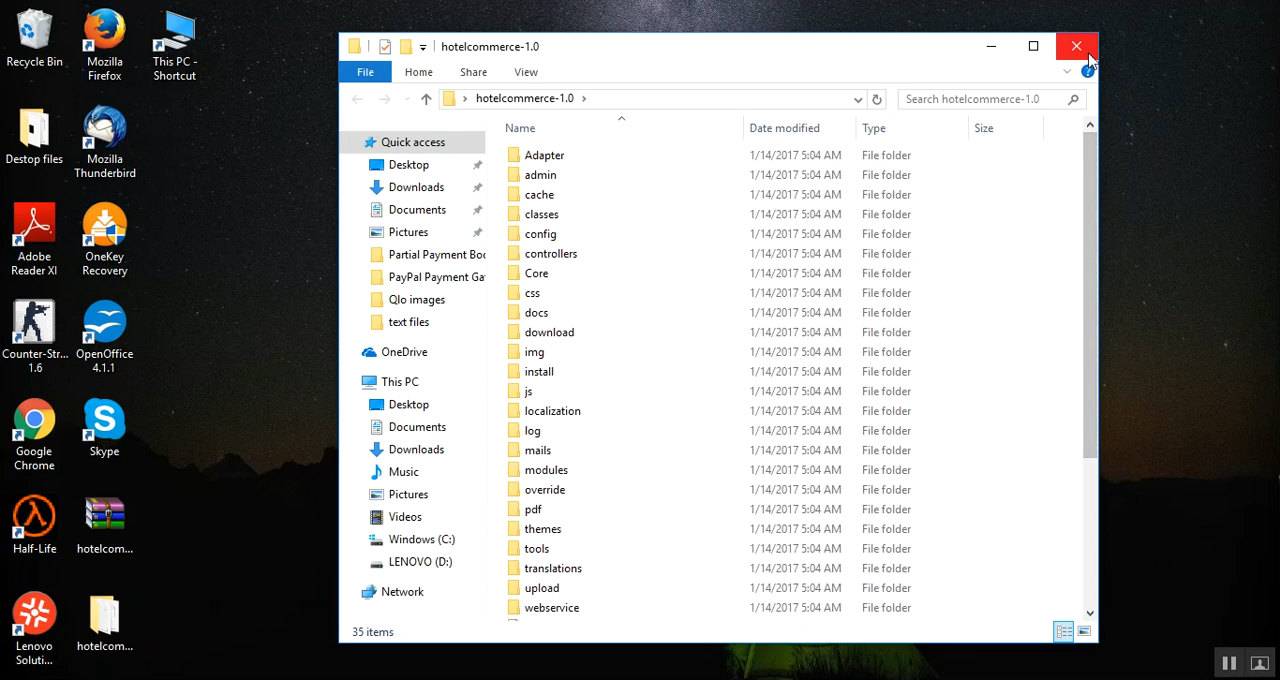 Recycle Bin
Mozilla
Firefox
This PC -
Shortcut
Destop files
Mozilla
Thunderbird
Adobe
Reader XI
OneKey
Recovery
Counter-Str...
1.6
OpenOffice
4.1.1
Google
Chrome
Skype
Half-Life
hotelcom...
Lenovo
Soluti...
hotelcom...
hotelcommerce-1.0
File Home Share View
hotelcommerce-1.0
Search hotelcommerce-1.0
Quick access
Desktop
Downloads
Documents
Pictures
Partial Payment Boo
PayPal Payment Ga
Qlo images
text files
OneDrive
This PC
Desktop
Documents
Downloads
Music
Pictures
Videos
Windows (C:)
LENOVO (D:)
Network
Name Date modified Type Size
Adapter 1/14/2017 5:04 AM File folder
admin 1/14/2017 5:04 AM File folder
cache 1/14/2017 5:04 AM File folder
classes 1/14/2017 5:04 AM File folder
config 1/14/2017 5:04 AM File folder
controllers 1/14/2017 5:04 AM File folder
Core 1/14/2017 5:04 AM File folder
css 1/14/2017 5:04 AM File folder
docs 1/14/2017 5:04 AM File folder
download 1/14/2017 5:04 AM File folder
img 1/14/2017 5:04 AM File folder
install 1/14/2017 5:04 AM File folder
js 1/14/2017 5:04 AM File folder
localization 1/14/2017 5:04 AM File folder
log 1/14/2017 5:04 AM File folder
mails 1/14/2017 5:04 AM File folder
modules 1/14/2017 5:04 AM File folder
override 1/14/2017 5:04 AM File folder
pdf 1/14/2017 5:04 AM File folder
themes 1/14/2017 5:04 AM File folder
tools 1/14/2017 5:04 AM File folder
translations 1/14/2017 5:04 AM File folder
upload 1/14/2017 5:04 AM File folder
webservice 1/14/2017 5:04 AM File folder
35 items